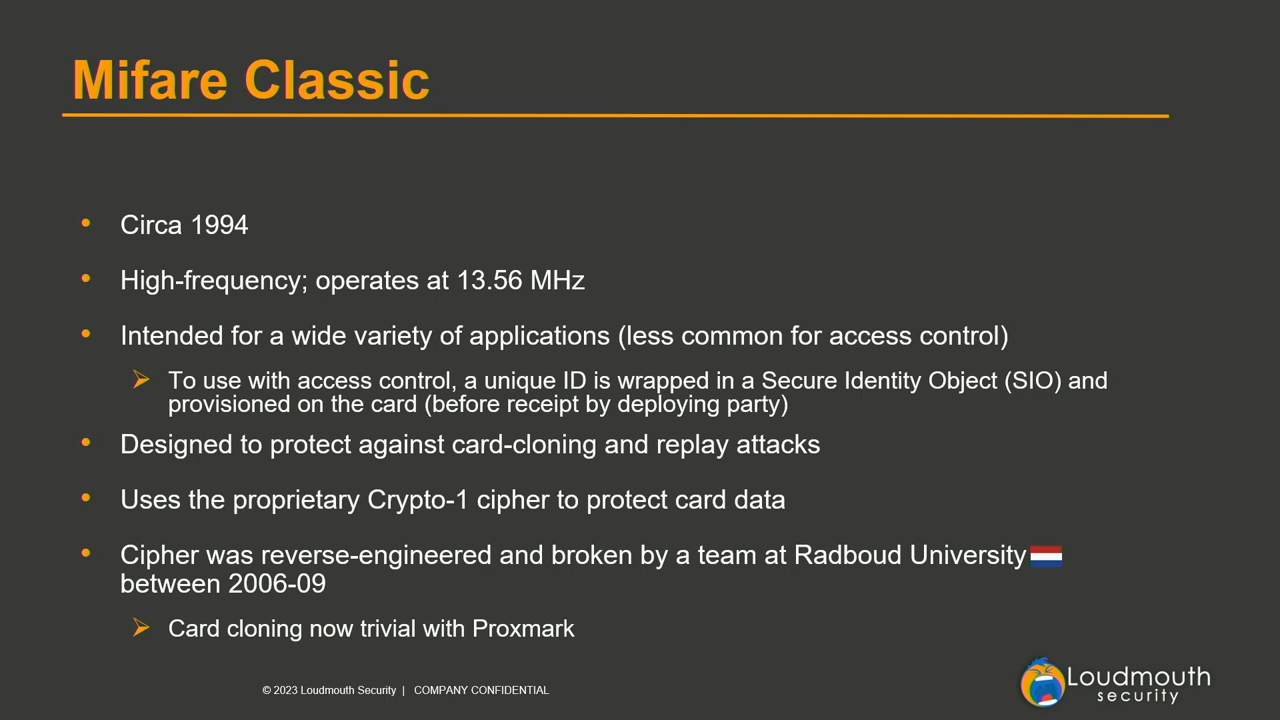 Mifare Classic
• Circa 1994
• High-frequency; operates at 13.56 MHz
• Intended for a wide variety of applications (less common for access control)
➢ To use with access control, a unique ID is wrapped in a Secure Identity Object (SIO) and
provisioned on the card (before receipt by deploying party)
• Designed to protect against card-cloning and replay attacks
• Uses the proprietary Crypto-1 cipher to protect card data
• Cipher was reverse-engineered and broken by a team at Radboud University
between 2006-09
➢ Card cloning now trivial with Proxmark
© 2023 Loudmouth Security | COMPANY CONFIDENTIAL
Loudmouth
security